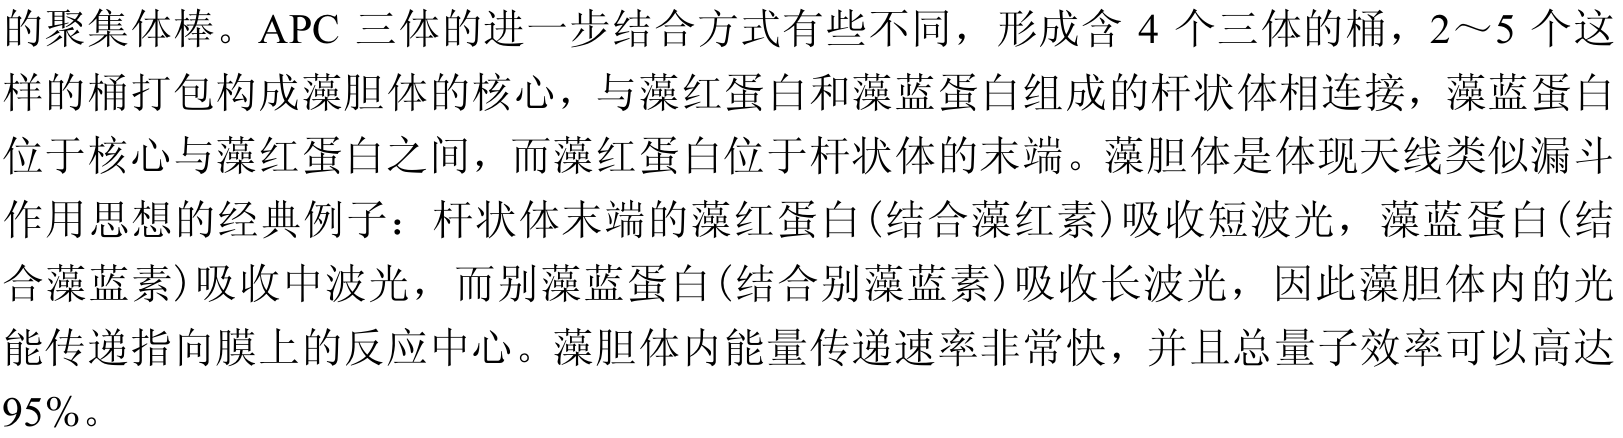 的聚集体棒。APC 三体的进一步结合方式有些不同，形成含 4 个三体的桶，2～5 个这
样的桶打包构成藻胆体的核心，与藻红蛋白和藻蓝蛋白组成的杆状体相连接，藻蓝蛋白
位于核心与藻红蛋白之间，而藻红蛋白位于杆状体的末端。藻胆体是体现天线类似漏斗
作用思想的经典例子：杆状体末端的藻红蛋白(结合藻红素)吸收短波光，藻蓝蛋白(结
合藻蓝素)吸收中波光，而别藻蓝蛋白(结合别藻蓝素)吸收长波光，因此藻胆体内的光
能传递指向膜上的反应中心。藻胆体内能量传递速率非常快，并且总量子效率可以高达
95%。